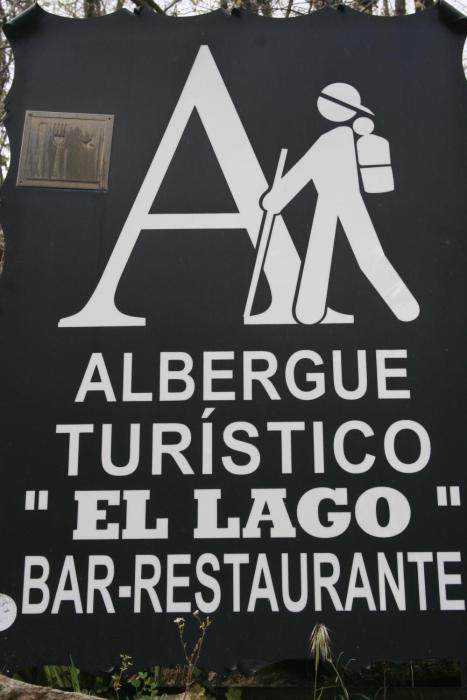 A
ALBERGUE
TURÍSTICO
" EL LAGO "
BAR-RESTAURANTE